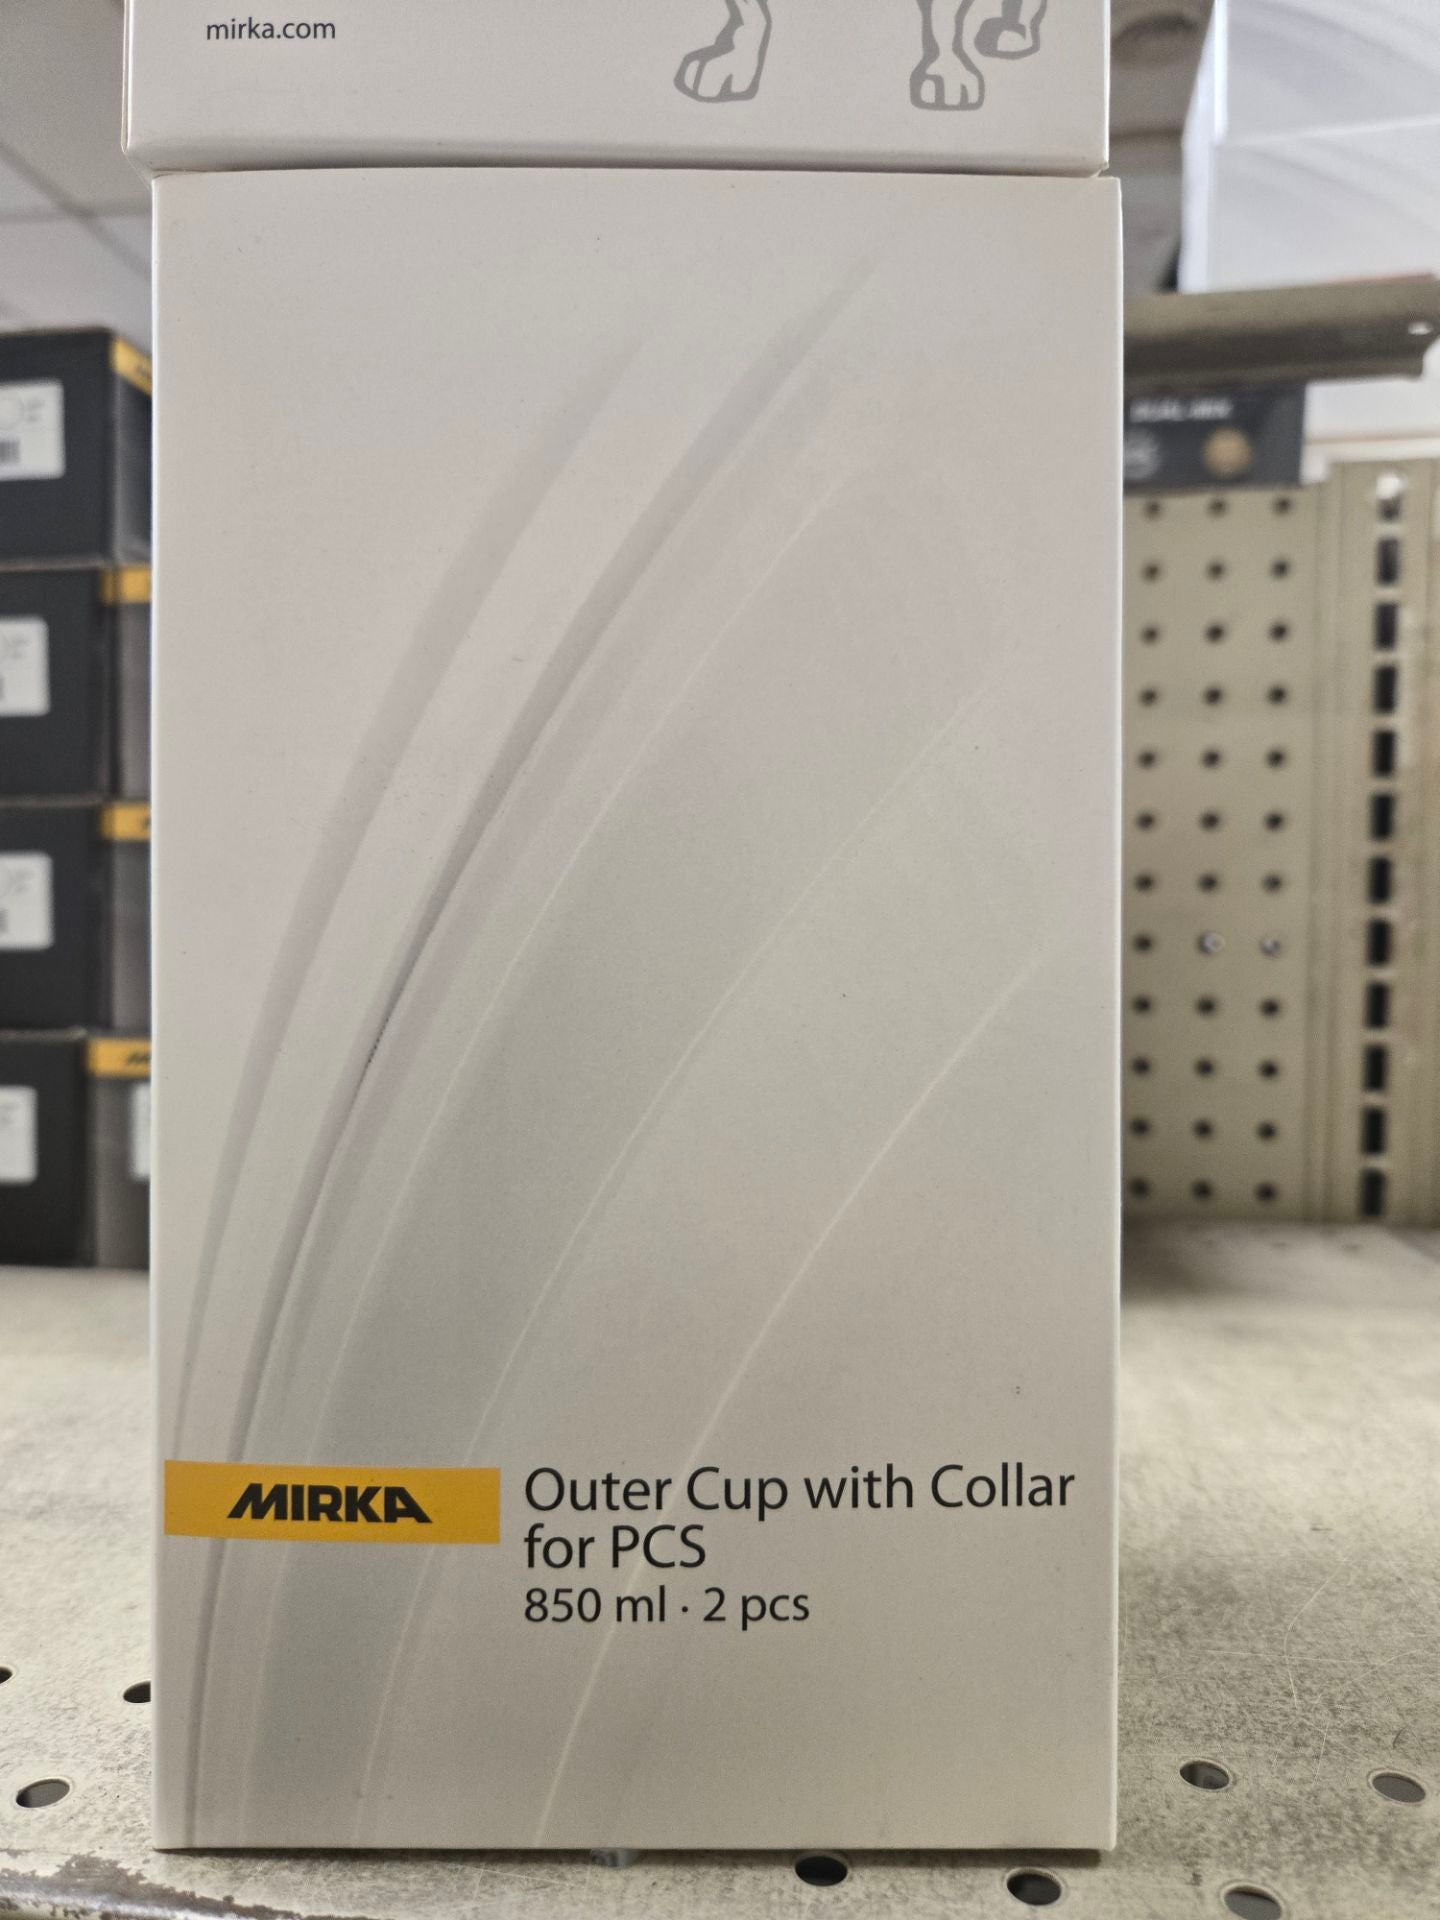 mirka.com
MIRKA
Outer Cup with Collar
for PCS
850 ml · 2 pcs